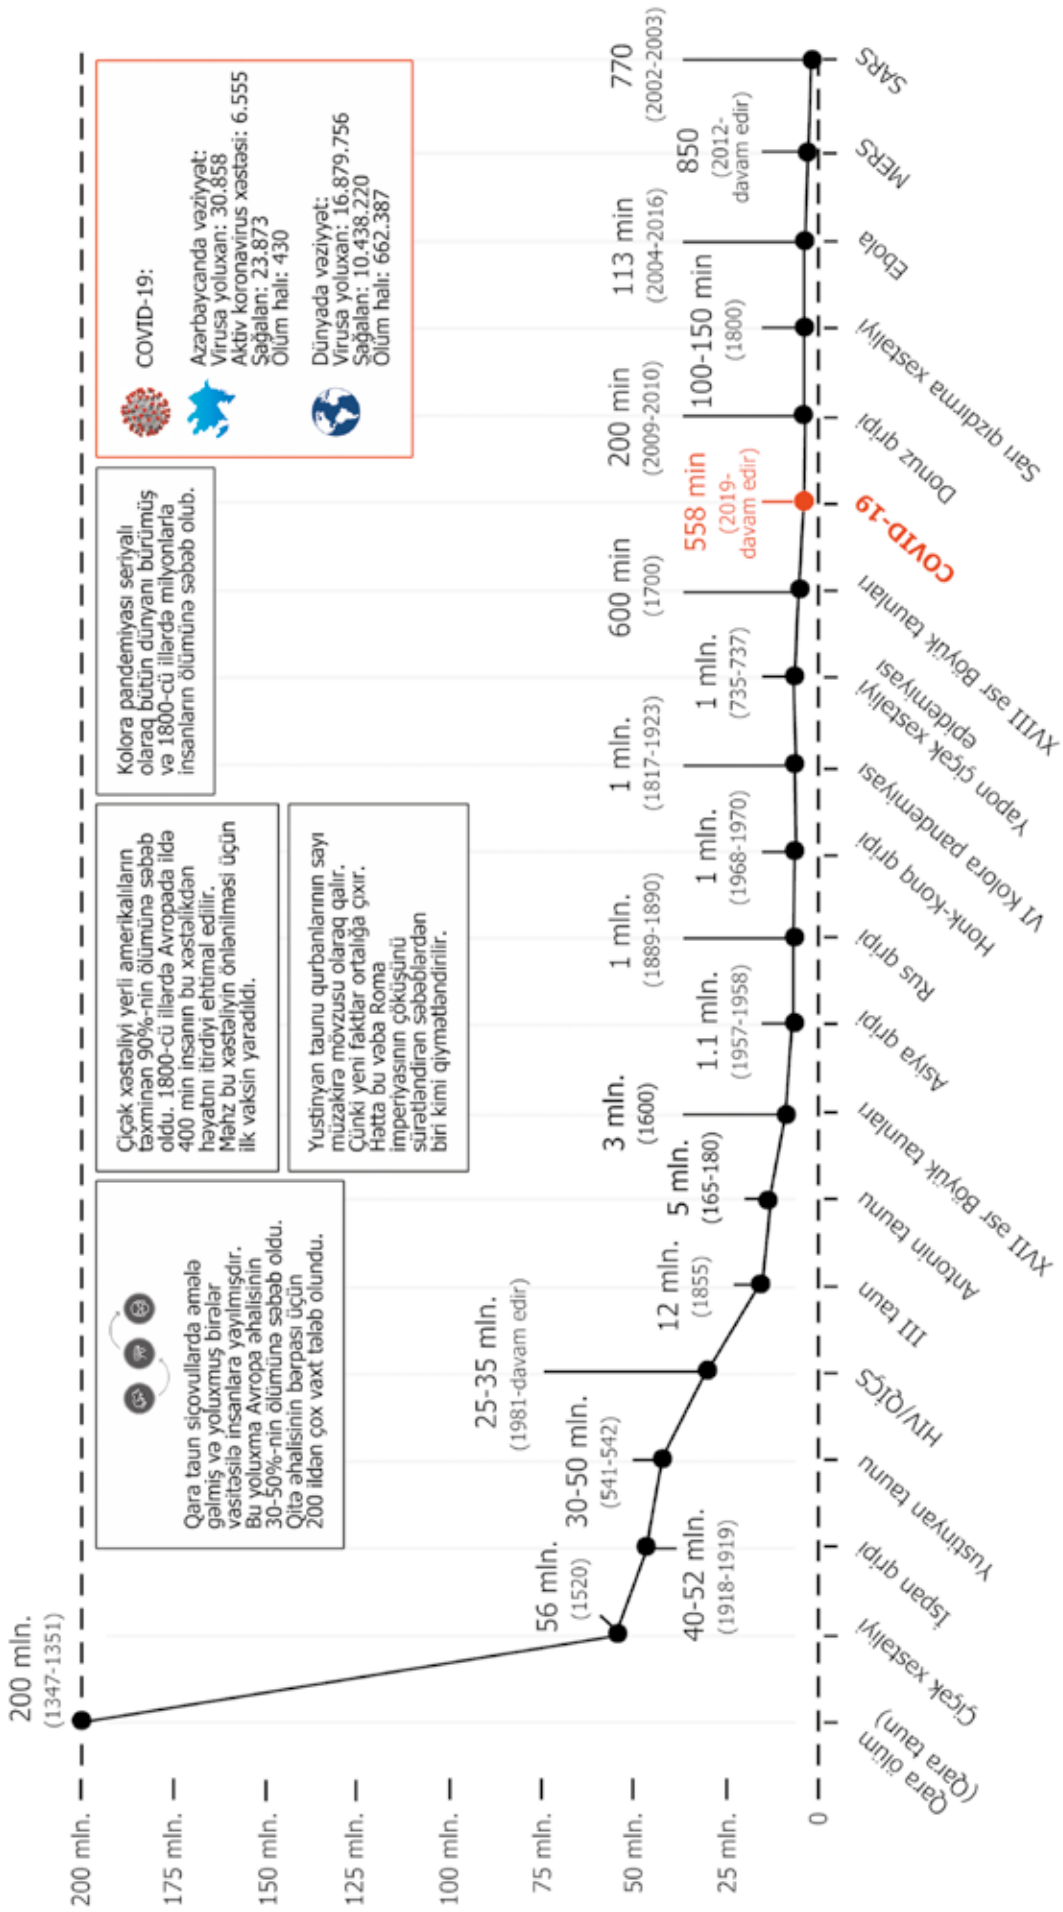 200 mln.
(1347-1351)
200 mln.
175 mln.
150 mln.
125 mln.
100 mln.
75 mln.
50 mln.
25 mln.
0
Qara taun siçovullarda əmələ
gəlmiş və yoluxmuş birələr
vasitəsilə insanlara yayılmışdır.
Bu yoluxma Avropa əhalisinin
30-50%-nin ölümünə səbəb oldu.
Qitə əhalisinin bərpası üçün
200 ildən çox vaxt tələb olundu.
Çiçək xəstəliyi yerli amerikalıların
təxminən 90%-nin ölümünə səbəb
oldu. 1800-cü illərdə Avropada ildə
400 min insanın bu xəstəlikdən
həyatını itirdiyi ehtimal edilir.
Məhz bu xəstəliyin önlənilməsi üçün
ilk vaksin yaradıldı.
Yustinyan taunu qurbanlarının sayı
müzakirə mövzusu olaraq qalır.
Çünki yeni faktlar ortalığa çıxır.
Hətta bu vəba Roma
imperiyasının çöküşünü
sürətləndirən səbəblərdən
biri kimi qiymətləndirilir.
Kolora pandemiyası seriyalı
olaraq bütün dünyanı bürümüş
və 1800-cü illərdə milyonlarla
insanların ölümünə səbəb olub.
COVID-19:
Azərbaycanda vəziyyət:
Virusa yoluxan: 30.858
Aktiv koronavirus xəstəsi: 6.555
Sağalan: 23.873
Ölüm halı: 430
Dünyada vəziyyət:
Virusa yoluxan: 16.879.756
Sağalan: 10.438.220
Ölüm halı: 662.387
56 mln.
(1520)
40-52 mln.
(1918-1919)
30-50 mln.
(541-542)
25-35 mln.
(1981-davam edir)
12 mln.
(1855)
5 mln.
(165-180)
3 mln.
(1600)
1.1 mln.
(1957-1958)
1 mln.
(1889-1890)
1 mln.
(1968-1970)
1 mln.
(1817-1923)
1 mln.
(735-737)
600 min
(1700)
558 min
(2019-
davam edir)
200 min
(2009-2010)
100-150 min
(1800)
113 min
(2004-2016)
850
(2012-
davam edir)
770
(2002-2003)
Qara ölüm
(Qara taun)
Çiçək xəstəliyi
İspan qripi
Yustinyan taunu
HIV/QİÇS
III taun
Antonin taunu
XVII əsr Böyük taunları
Asiya qripi
Rus qripi
Honk-Konq qripi
VI kolora pandemiyası
Yapon çiçək xəstəliyi
epidemiyası
XVIII əsr Böyük taunları
COVID-19
Donuz qripi
Sarı qızdırma xəstəliyi
Ebola
MERS
SARS